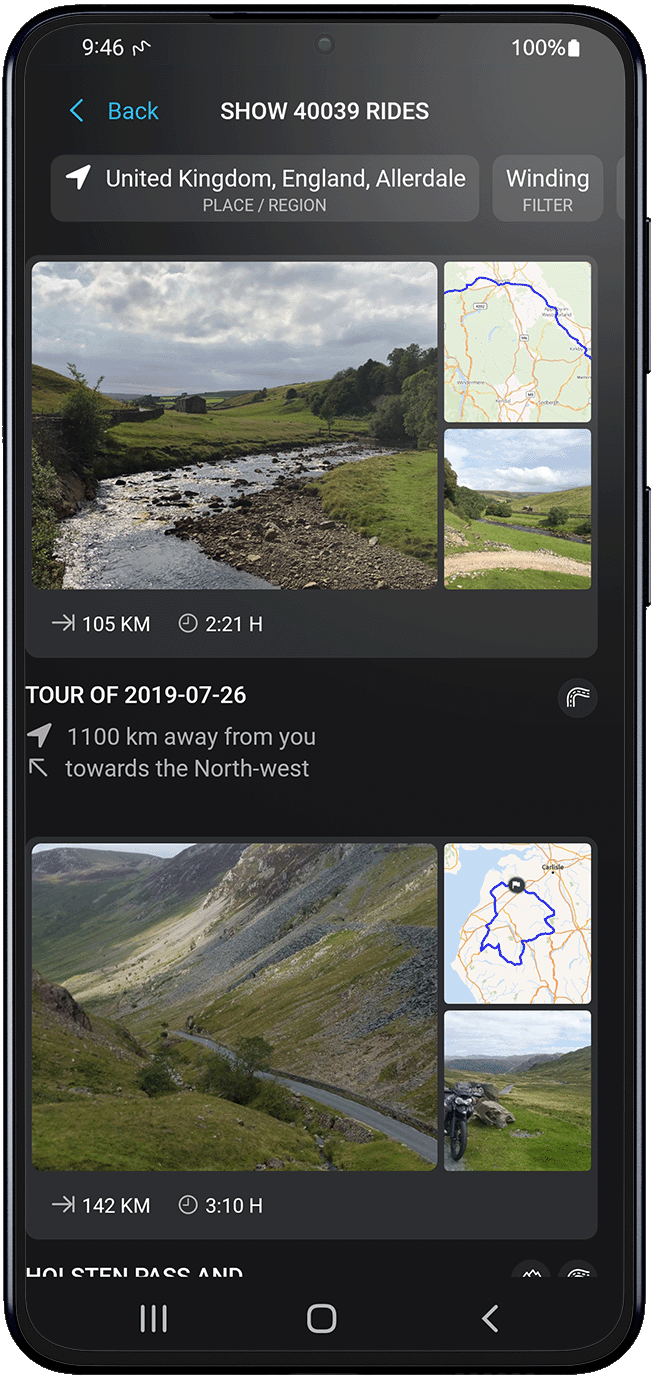 9:46
100%
Back
SHOW 40039 RIDES
United Kingdom, England, Allerdale
PLACE / REGION
Winding
FILTER
105 KM
2:21 H
TOUR OF 2019-07-26
1100 km away from you
towards the North-west
Carlisle
142 KM
3:10 H
HOLSTEN PASS AND